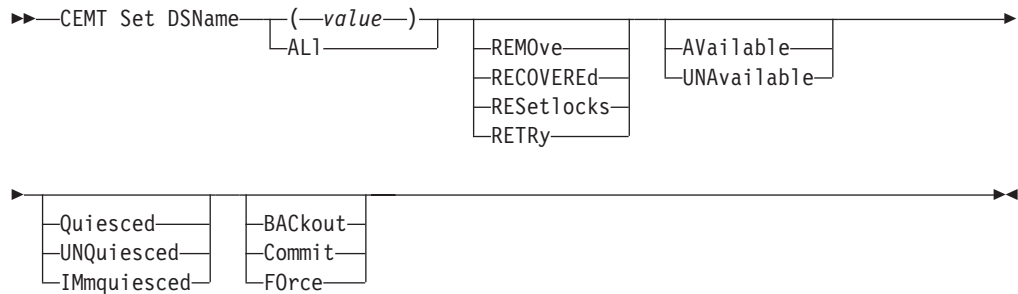 CEMT Set DSName ( value )
ALl
REMOve
RECOVEREd
RESetlocks
RETRy
AVailable
UNAvailable
Quiesced
UNQuiesced
IMmquiesced
BACkout
Commit
FOrce